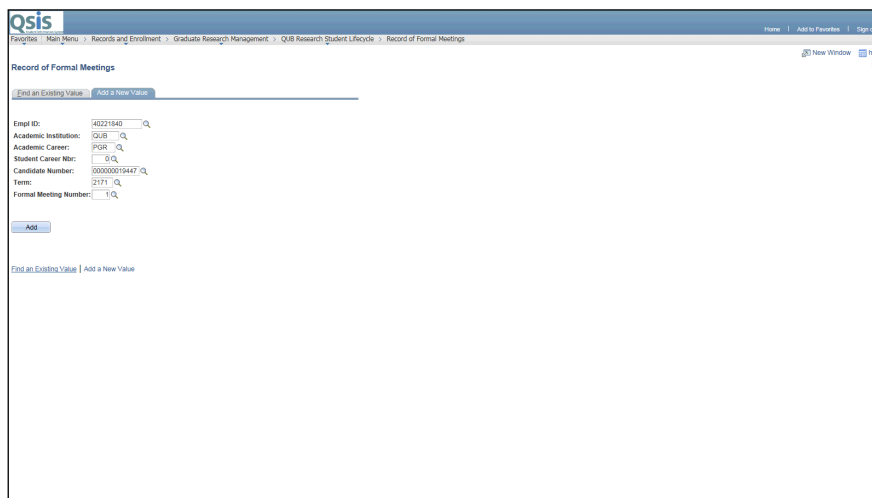 Qsis
Home | Add to Favorites | Sign
Favorites Main Menu > Records and Enrollment > Graduate Research Management > QUB Research Student Lifecycle > Record of Formal Meetings
New Window
Record of Formal Meetings
Find an Existing Value Add a New Value
Empl ID: 40221840
Academic Institution: QUB
Academic Career: PGR
Student Career Nbr: 0
Candidate Number: 000000019447
Term: 2171
Formal Meeting Number: 1
Add
Find an Existing Value | Add a New Value